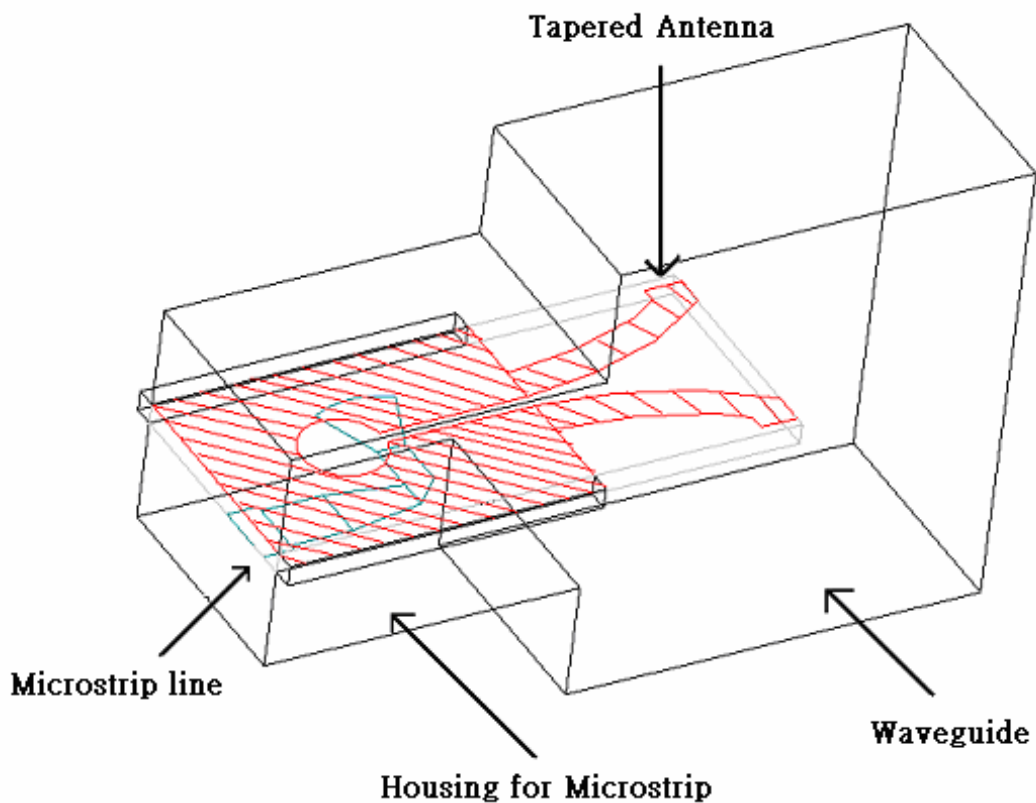 Tapered Antenna
Microstrip line
Waveguide
Housing for Microstrip